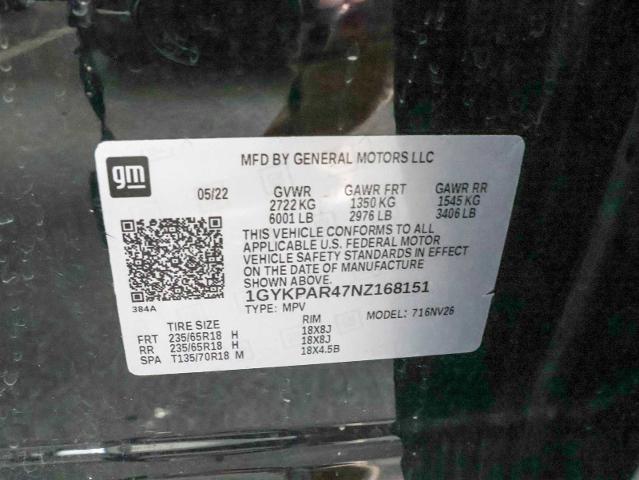 gm
MFD BY GENERAL MOTORS LLC
05/22 GVWR GAWR FRT GAWR RR
2722 KG 1350 KG 1545 KG
6001 LB 2976 LB 3406 LB
THIS VEHICLE CONFORMS TO ALL
APPLICABLE U.S. FEDERAL MOTOR
VEHICLE SAFETY STANDARDS IN EFFECT
ON THE DATE OF MANUFACTURE
SHOWN ABOVE.
1GYKPAR47NZ168151
384A
TYPE: MPV MODEL: 716NV26
TIRE SIZE RIM
FRT 235/65R18 H 18X8J
RR 235/65R18 H 18X8J
SPA T135/70R18 M 18X4.5B